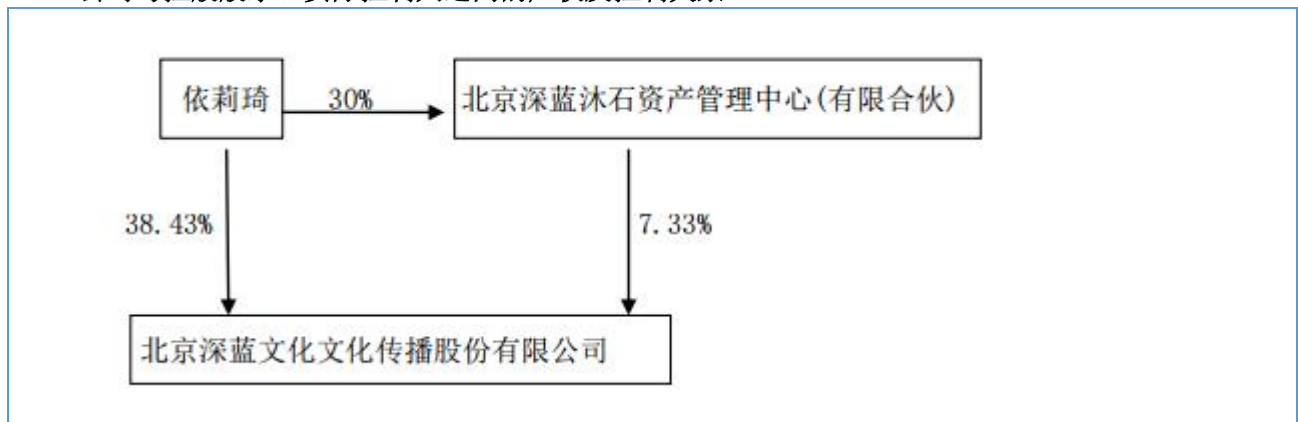 依莉琦
30%
北京深蓝沐石资产管理中心(有限合伙)
38.43%
7.33%
北京深蓝文化文化传播股份有限公司